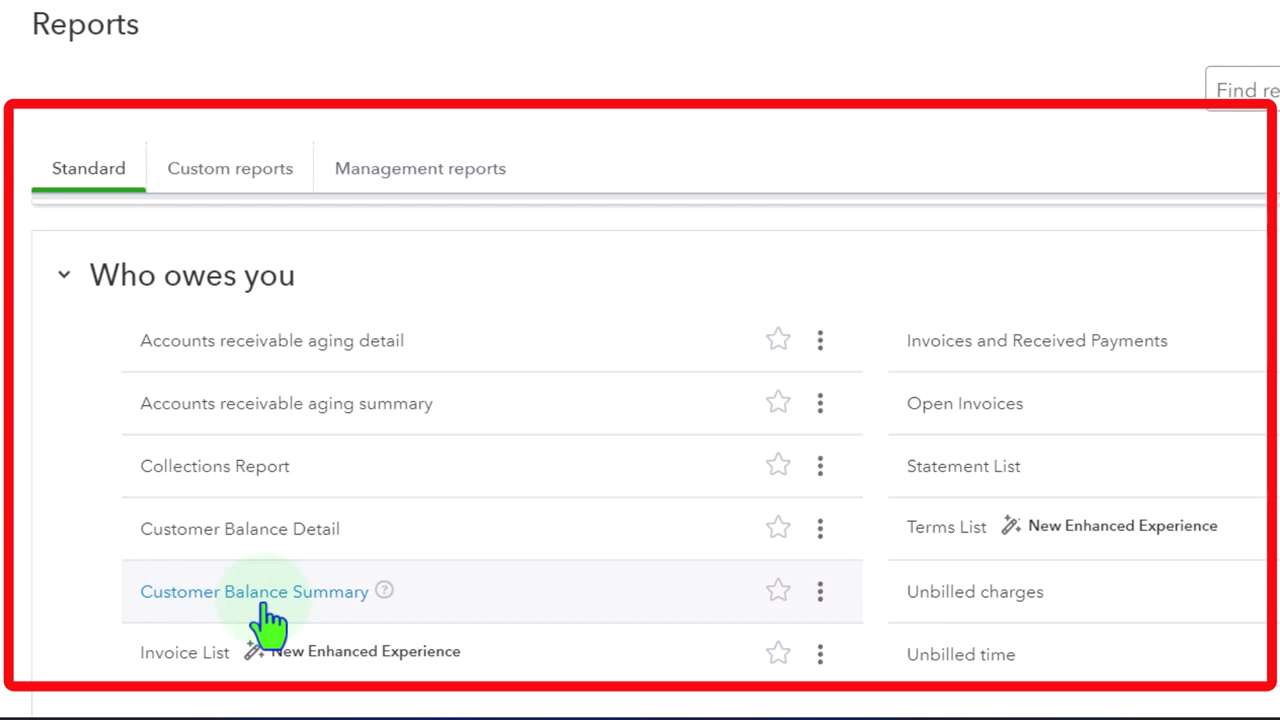 Reports
Find re
Standard
Custom reports
Management reports
Who owes you
Accounts receivable aging detail
Invoices and Received Payments
Accounts receivable aging summary
Open Invoices
Collections Report
Statement List
Customer Balance Detail
Terms List New Enhanced Experience
Customer Balance Summary ?
Unbilled charges
Invoice List New Enhanced Experience
Unbilled time